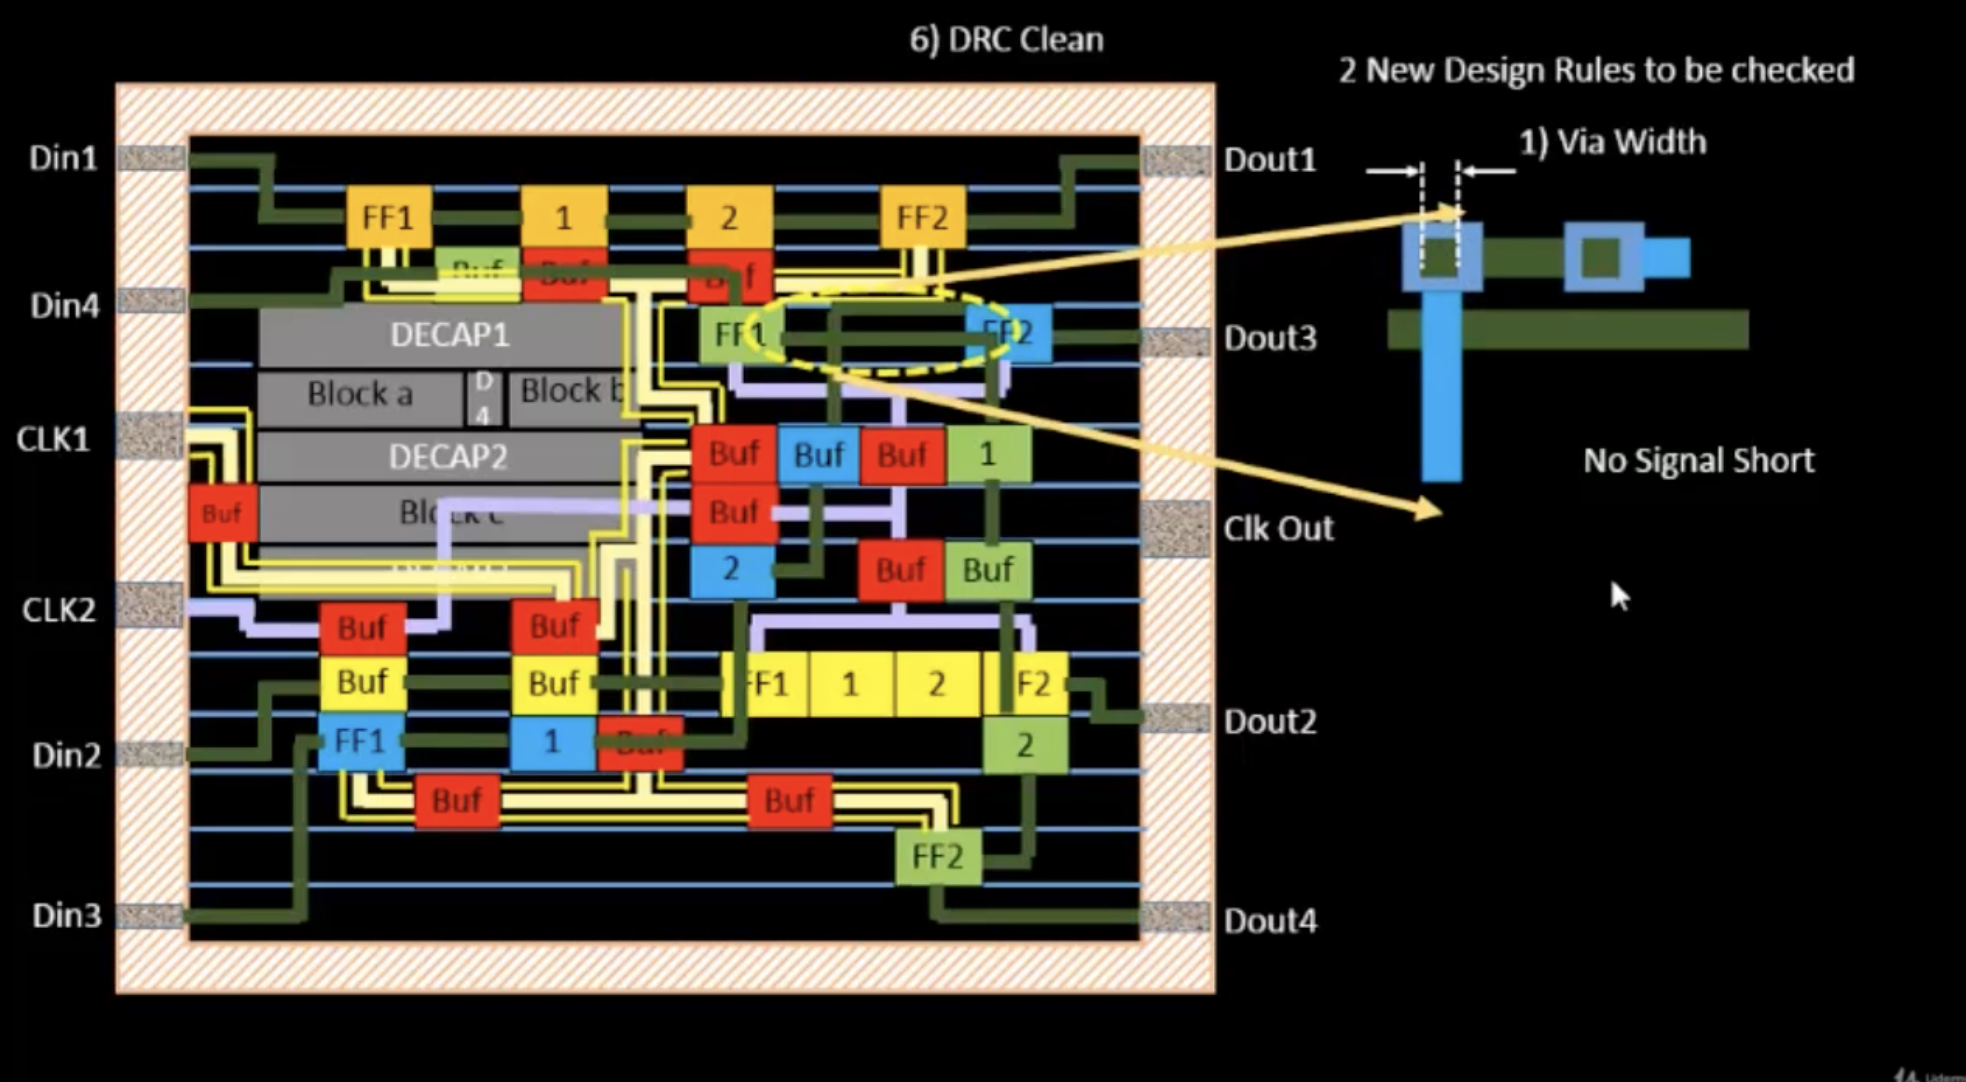 6) DRC Clean
2 New Design Rules to be checked
1) Via Width
Din1
Dout1
FF1
1
2
FF2
Buf
Buf
Din4
FF1
FF2
Dout3
DECAP1
Block a
D
4
Block b
No Signal Short
CLK1
DECAP2
Buf
Buf
Buf
1
Buf
Block c
Buf
Clk Out
2
Buf
Buf
CLK2
Buf
Buf
Buf
Buf
FF1
1
2
F2
Dout2
Din2
FF1
1
Buf
2
Buf
Buf
FF2
Din3
Dout4
Udemy